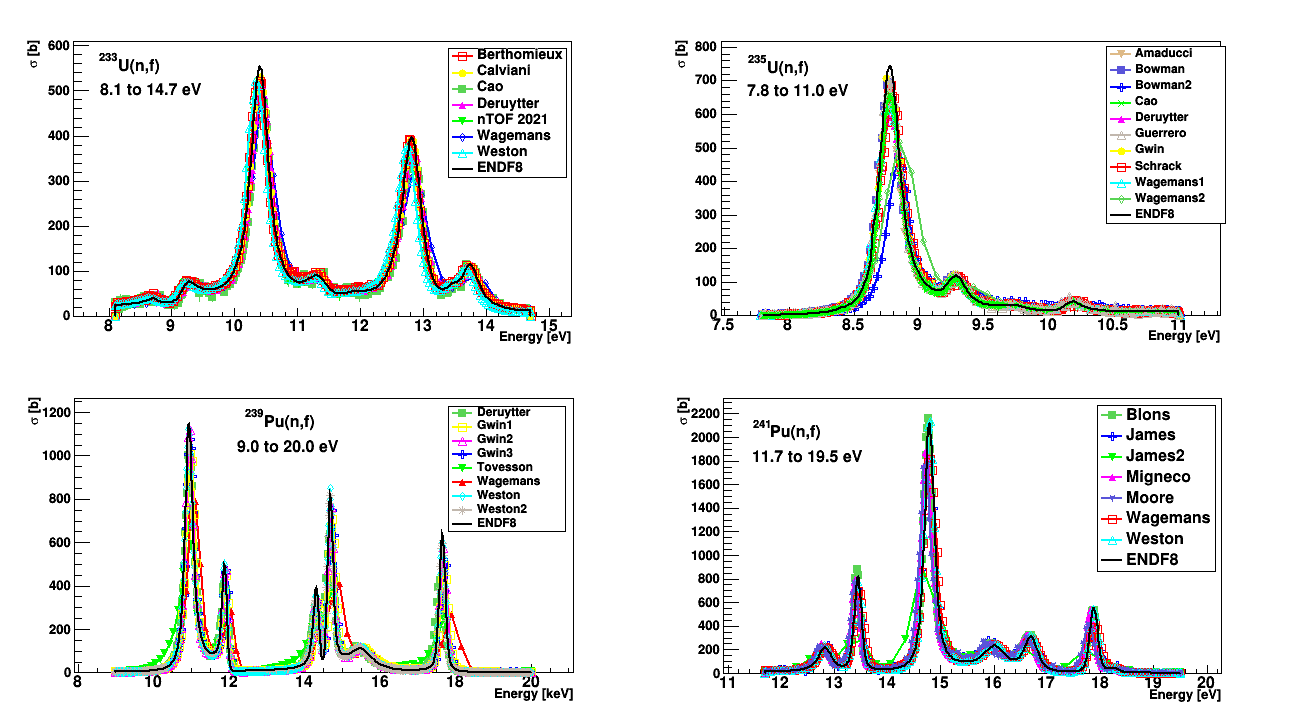 σ [b]
600
500
400
300
200
100
0
233U(n,f)
8.1 to 14.7 eV
Berthomieux
Calviani
Cao
Deruytter
nTOF 2021
Wagemans
Weston
ENDF8
8 9 10 11 12 13 14 15
Energy [eV]
σ [b]
800
700
600
500
400
300
200
100
0
235U(n,f)
7.8 to 11.0 eV
Amaducci
Bowman
Bowman2
Cao
Deruytter
Guerrero
Gwin
Schrack
Wagemans1
Wagemans2
ENDF8
7.5 8 8.5 9 9.5 10 10.5 11
Energy [eV]
σ [b]
1200
1000
800
600
400
200
0
239Pu(n,f)
9.0 to 20.0 eV
Deruytter
Gwin1
Gwin2
Gwin3
Tovesson
Wagemans
Weston
Weston2
ENDF8
8 10 12 14 16 18 20
Energy [keV]
σ [b]
2200
2000
1800
1600
1400
1200
1000
800
600
400
200
0
241Pu(n,f)
11.7 to 19.5 eV
Blons
James
James2
Migneco
Moore
Wagemans
Weston
ENDF8
11 12 13 14 15 16 17 18 19 20
Energy [eV]